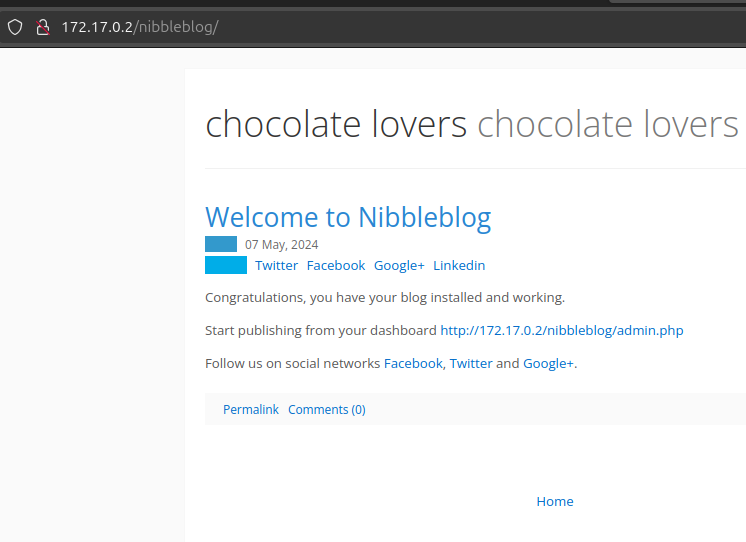 172.17.0.2/nibbleblog/
chocolate lovers chocolate lovers
Welcome to Nibbleblog
07 May, 2024
Twitter Facebook Google+ Linkedin
Congratulations, you have your blog installed and working.
Start publishing from your dashboard http://172.17.0.2/nibbleblog/admin.php
Follow us on social networks Facebook, Twitter and Google+.
Permalink Comments (0)
Home